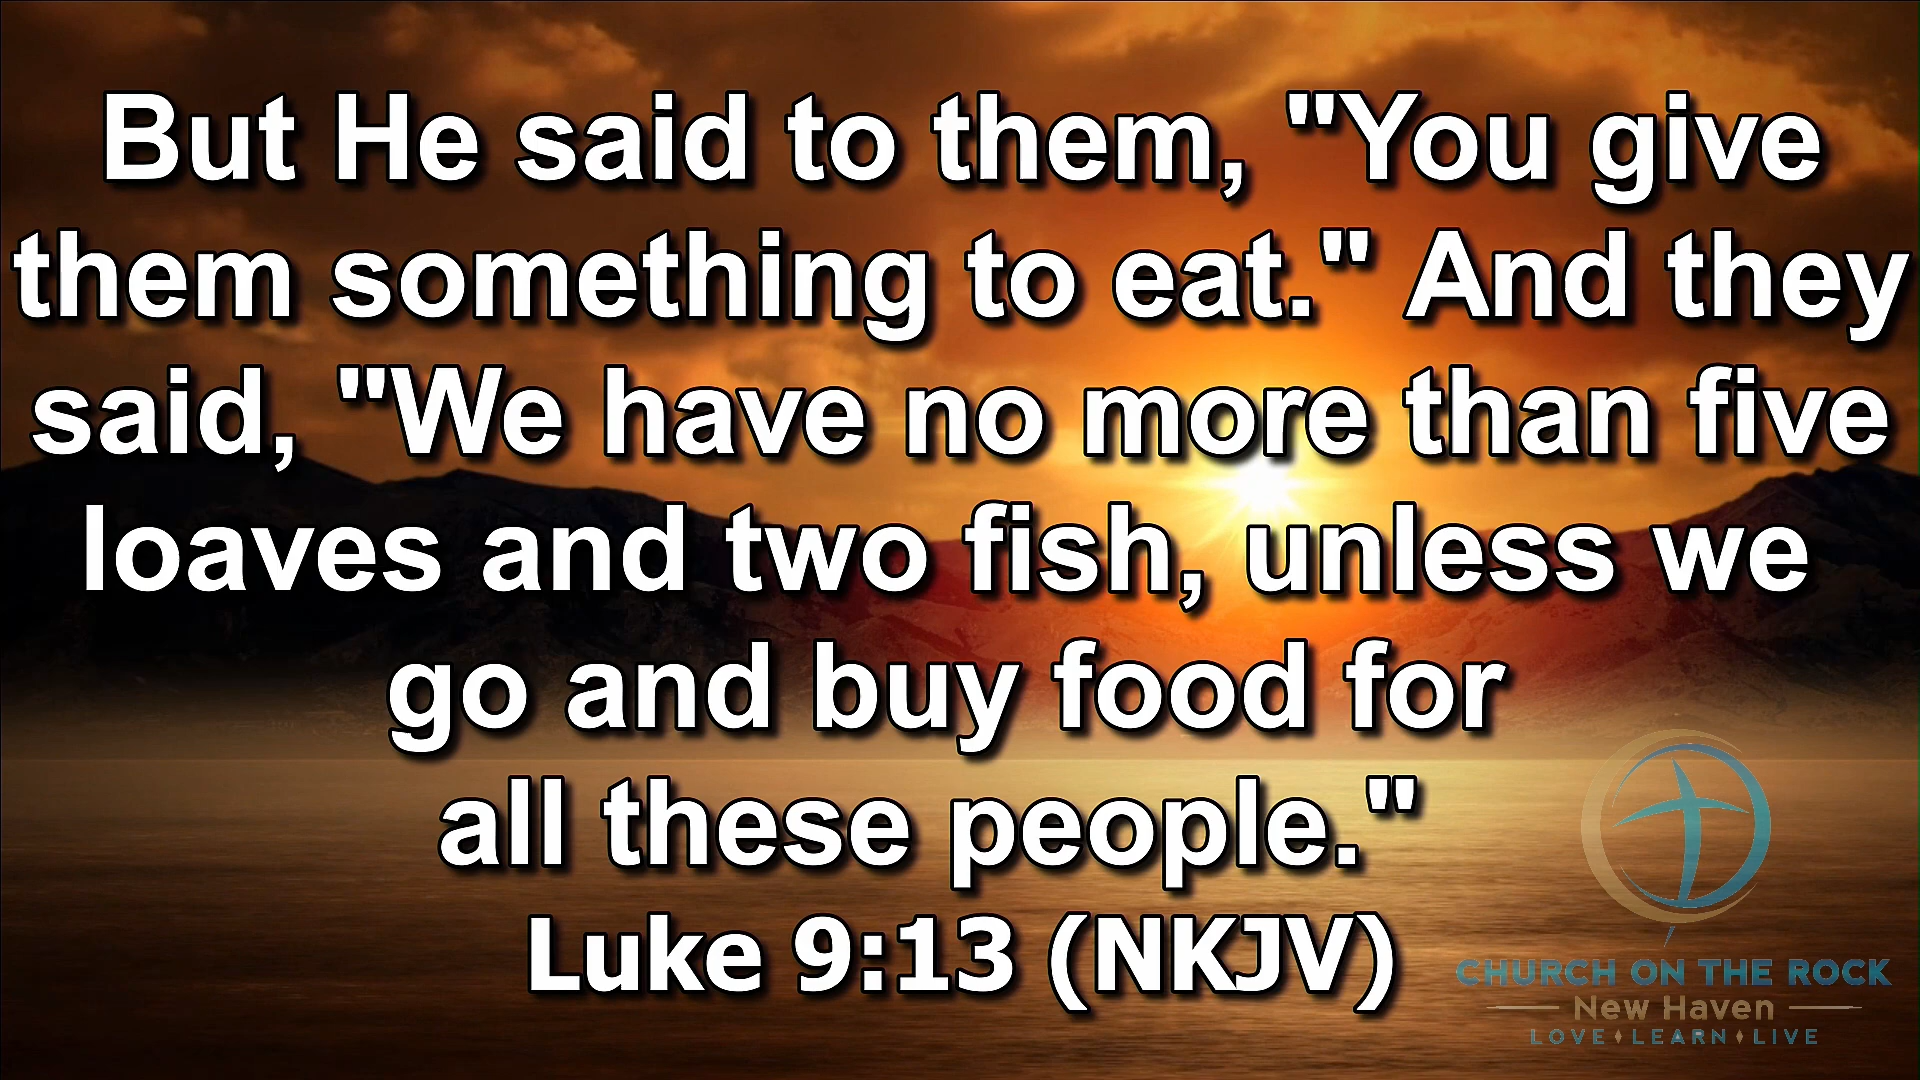 But He said to them, "You give
them something to eat." And they
said, "We have no more than five
loaves and two fish, unless we
go and buy food for
all these people."
Luke 9:13 (NKJV)
CHURCH ON THE ROCK
New Haven
LOVE LEARN LIVE